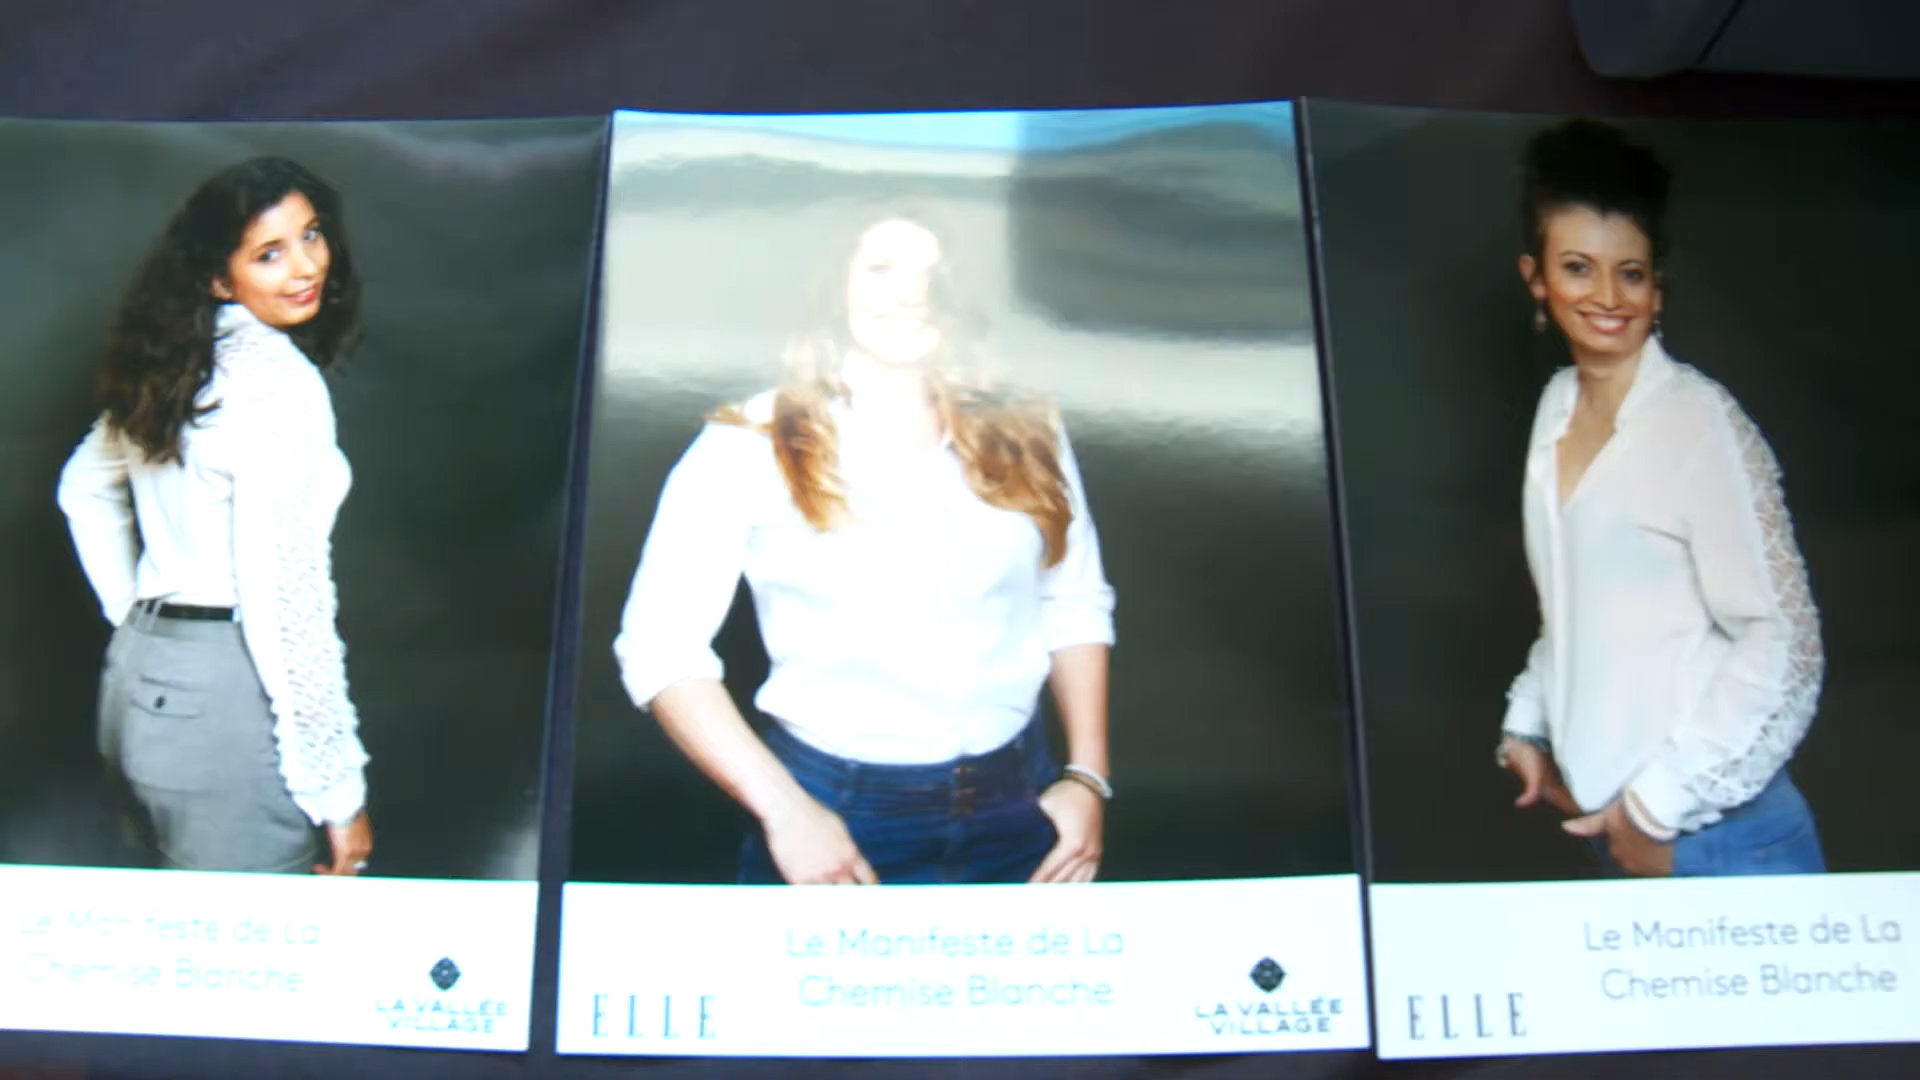 Le Manifeste de La
Chemise Blanche
LA VALLÉE
VILLAGE
Le Manifeste de La
Chemise Blanche
ELLE
LA VALLÉE
VILLAGE
Le Manifeste de La
Chemise Blanche
ELLE